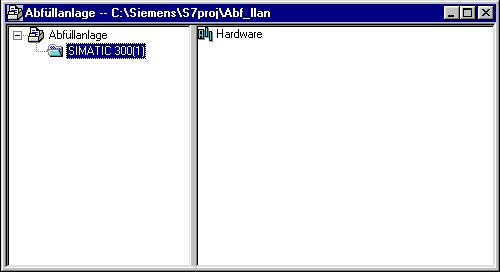 Abfüllanlage -- C:\Siemens\S7proj\Abf_llan
Abfüllanlage
SIMATIC 300(1)
Hardware